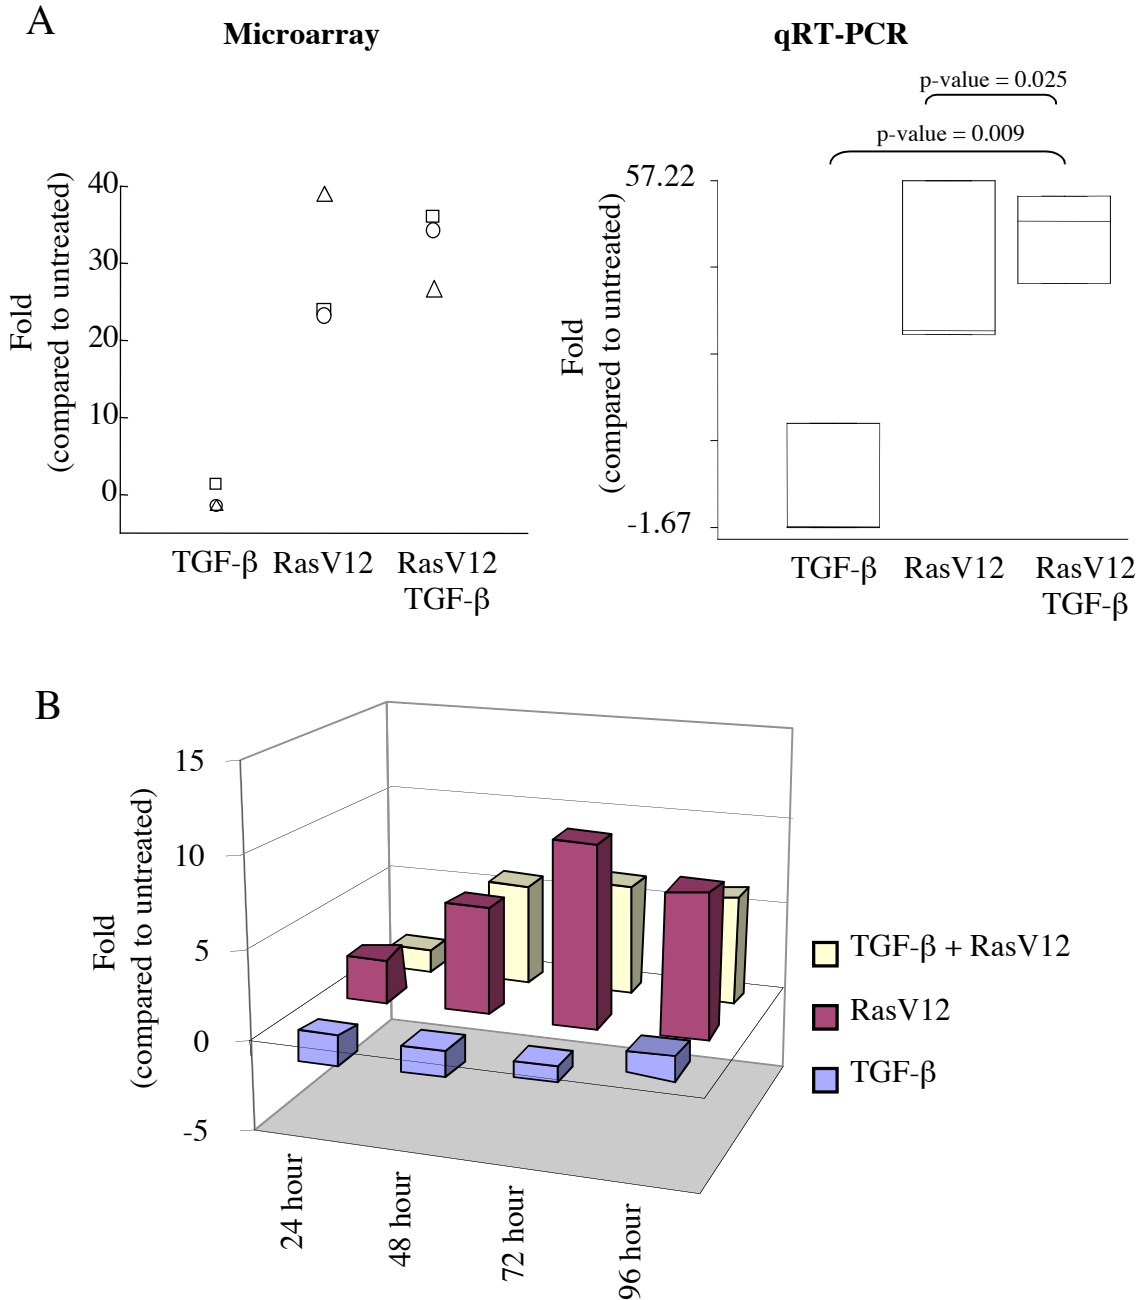 A
Microarray
qRT-PCR
p-value = 0.025
p-value = 0.009
Fold
(compared to untreated)
40
30
20
10
0
TGF-β
RasV12
RasV12
TGF-β
Fold
(compared to untreated)
57.22
-1.67
TGF-β
RasV12
RasV12
TGF-β
B
Fold
(compared to untreated)
15
10
5
0
-5
24 hour
48 hour
72 hour
96 hour
TGF-β + RasV12
RasV12
TGF-β